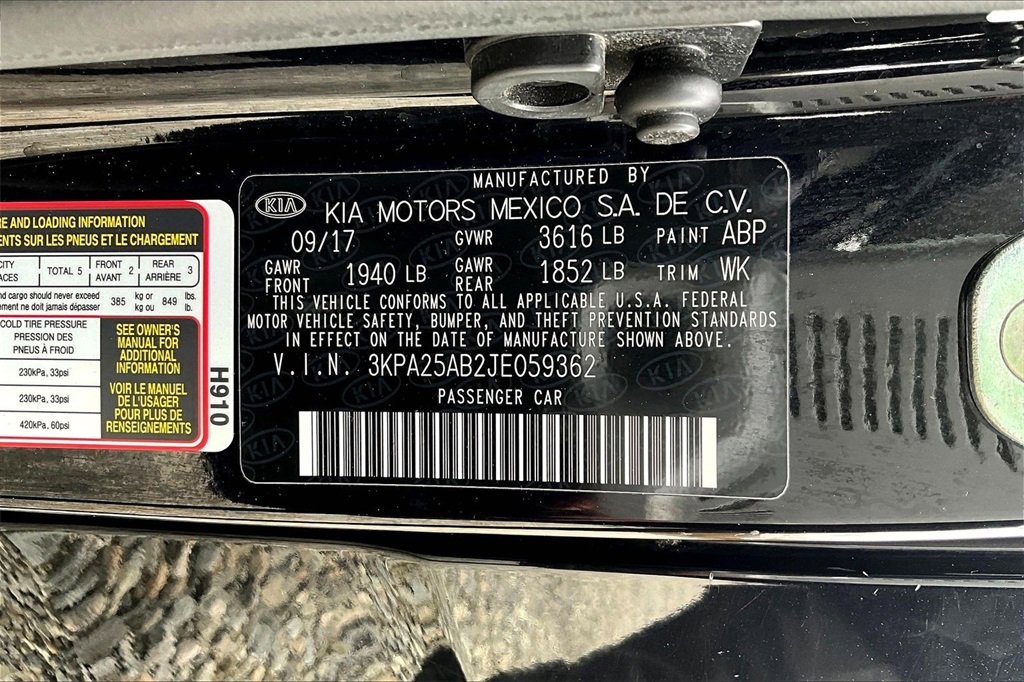 MANUFACTURED BY
KIA KIA MOTORS MEXICO S.A. DE C.V.
09/17 GVWR 3616 LB PAINT ABP
GAWR FRONT 1940 LB GAWR REAR 1852 LB TRIM WK
THIS VEHICLE CONFORMS TO ALL APPLICABLE U.S.A. FEDERAL
MOTOR VEHICLE SAFETY, BUMPER, AND THEFT PREVENTION STANDARDS
IN EFFECT ON THE DATE OF MANUFACTURE SHOWN ABOVE.
V.I.N. 3KPA25AB2JE059362
PASSENGER CAR
AND LOADING INFORMATION
SUR LES PNEUS ET LE CHARGEMENT
TOTAL 5 FRONT AVANT 2 REAR ARRIÈRE 3
and cargo should never exceed
ne doit jamais dépasser
385 kg or kg ou 849 lbs. lb.
COLD TIRE PRESSURE
PRESSION DES
PNEUS À FROID
230kPa, 33psi
230kPa, 33psi
420kPa, 60psi
SEE OWNER'S
MANUAL FOR
ADDITIONAL
INFORMATION
VOIR LE MANUEL
DE L'USAGER
POUR PLUS DE
RENSEIGNEMENTS
H910